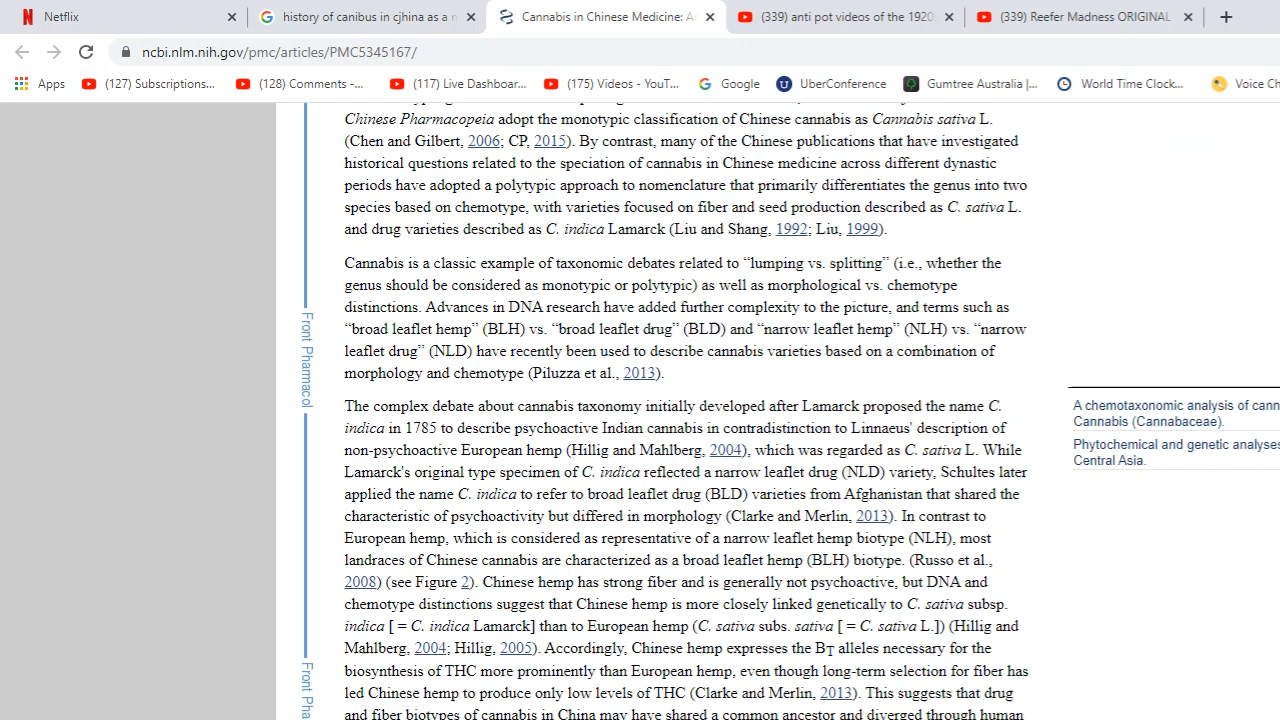 Netflix
history of canibus in cjhina as a m
Cannabis in Chinese Medicine: A
(339) anti pot videos of the 1920
(339) Reefer Madness ORIGINAL
ncbi.nlm.nih.gov/pmc/articles/PMC5345167/
Apps
(127) Subscriptions...
(128) Comments -...
(117) Live Dashboar...
(175) Videos - YouT...
Google
UberConference
Gumtree Australia |...
World Time Clock...
Voice Ch
Chinese Pharmacopeia adopt the monotypic classification of Chinese cannabis as Cannabis sativa L.
(Chen and Gilbert, 2006; CP, 2015). By contrast, many of the Chinese publications that have investigated
historical questions related to the speciation of cannabis in Chinese medicine across different dynastic
periods have adopted a polytypic approach to nomenclature that primarily differentiates the genus into two
species based on chemotype, with varieties focused on fiber and seed production described as C. sativa L.
and drug varieties described as C. indica Lamarck (Liu and Shang, 1992; Liu, 1999).
Cannabis is a classic example of taxonomic debates related to “lumping vs. splitting” (i.e., whether the
genus should be considered as monotypic or polytypic) as well as morphological vs. chemotype
distinctions. Advances in DNA research have added further complexity to the picture, and terms such as
“broad leaflet hemp” (BLH) vs. “broad leaflet drug” (BLD) and “narrow leaflet hemp” (NLH) vs. “narrow
leaflet drug” (NLD) have recently been used to describe cannabis varieties based on a combination of
morphology and chemotype (Piluzza et al., 2013).
The complex debate about cannabis taxonomy initially developed after Lamarck proposed the name C.
indica in 1785 to describe psychoactive Indian cannabis in contradistinction to Linnaeus' description of
non-psychoactive European hemp (Hillig and Mahlberg, 2004), which was regarded as C. sativa L. While
Lamarck's original type specimen of C. indica reflected a narrow leaflet drug (NLD) variety, Schultes later
applied the name C. indica to refer to broad leaflet drug (BLD) varieties from Afghanistan that shared the
characteristic of psychoactivity but differed in morphology (Clarke and Merlin, 2013). In contrast to
European hemp, which is considered as representative of a narrow leaflet hemp biotype (NLH), most
landraces of Chinese cannabis are characterized as a broad leaflet hemp (BLH) biotype. (Russo et al.,
2008) (see Figure 2). Chinese hemp has strong fiber and is generally not psychoactive, but DNA and
chemotype distinctions suggest that Chinese hemp is more closely linked genetically to C. sativa subsp.
indica [ = C. indica Lamarck] than to European hemp (C. sativa subs. sativa [ = C. sativa L.]) (Hillig and
Mahlberg, 2004; Hillig, 2005). Accordingly, Chinese hemp expresses the BT alleles necessary for the
biosynthesis of THC more prominently than European hemp, even though long-term selection for fiber has
led Chinese hemp to produce only low levels of THC (Clarke and Merlin, 2013). This suggests that drug
and fiber biotypes of cannabis in China may have shared a common ancestor and diverged through human
Front Pharmacol
Front Pha
A chemotaxonomic analysis of cann
Cannabis (Cannabaceae).
Phytochemical and genetic analyses
Central Asia.